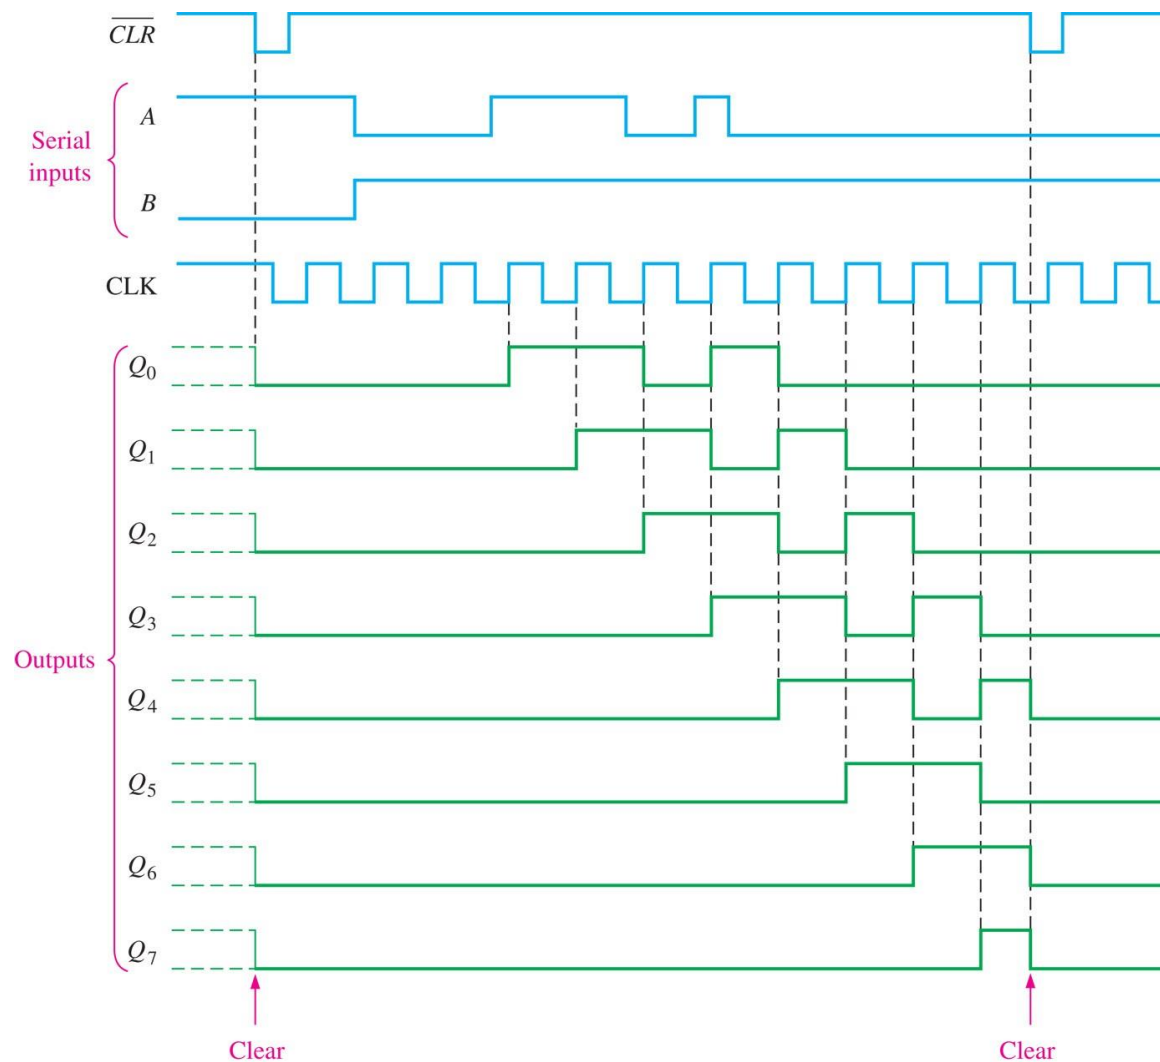 CLR
A
Serial
inputs
B
CLK
Q0
Q1
Q2
Q3
Outputs
Q4
Q5
Q6
Q7
Clear Clear